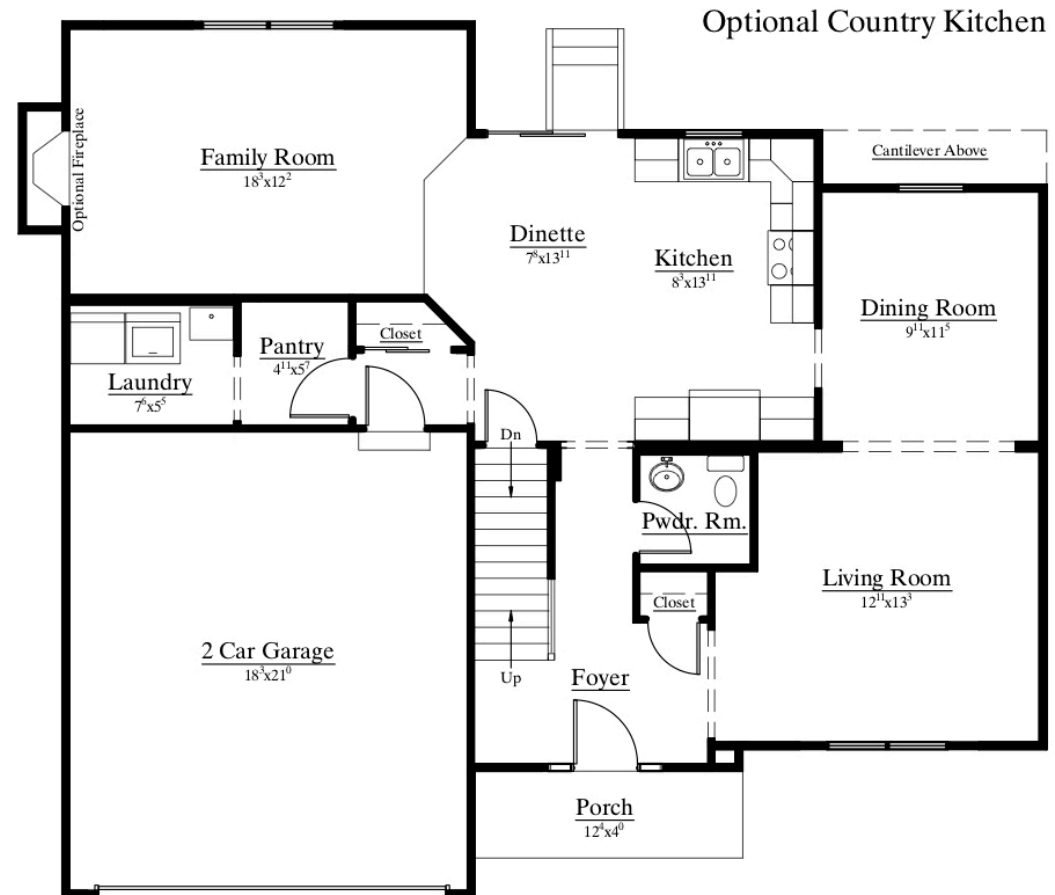 Optional Country Kitchen
Optional Fireplace
Family Room
18³x12²
Cantilever Above
Dinette
7⁸x13¹¹
Kitchen
8³x13¹¹
Dining Room
9¹¹x11⁵
Closet
Pantry
4¹¹x5⁷
Laundry
7⁶x5⁵
Dn
Pwdr. Rm.
Living Room
12¹¹x13³
Closet
2 Car Garage
18³x21⁰
Up
Foyer
Porch
12⁴x4⁰